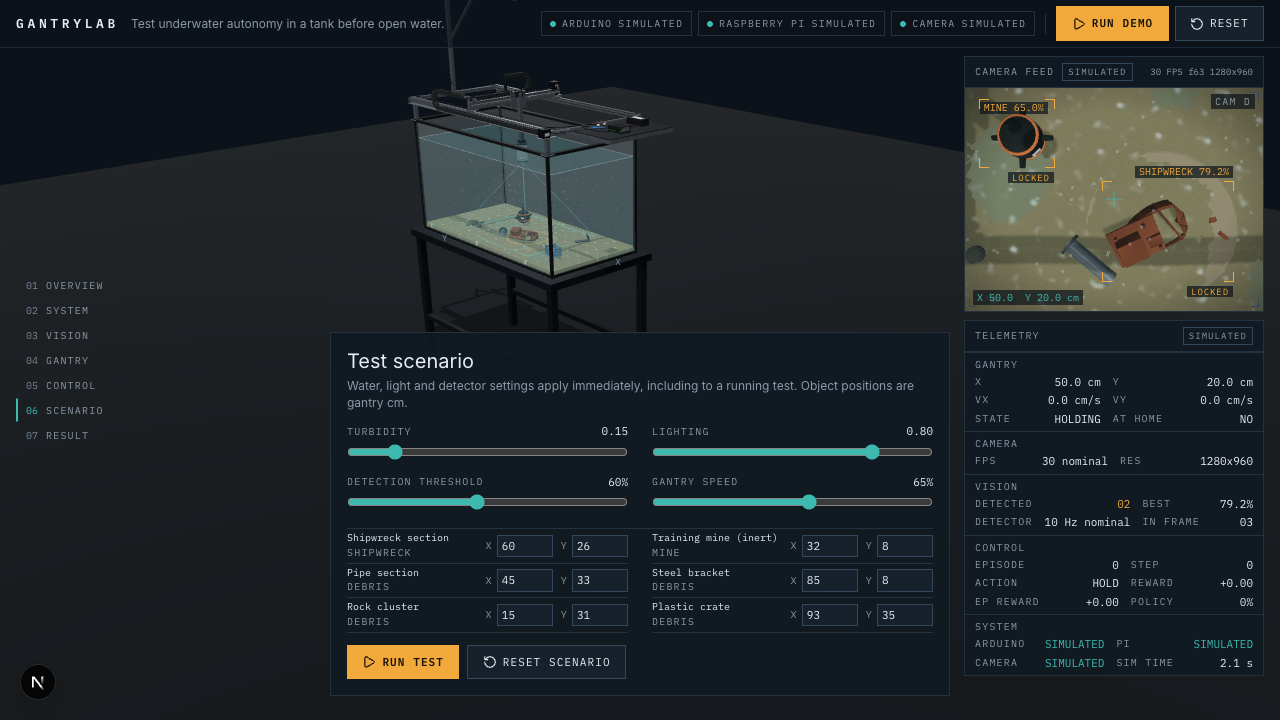 GANTRYLAB Test underwater autonomy in a tank before open water.
ARDUINO SIMULATED
RASPBERRY PI SIMULATED
CAMERA SIMULATED
RUN DEMO
RESET
01 OVERVIEW
02 SYSTEM
03 VISION
04 GANTRY
05 CONTROL
06 SCENARIO
07 RESULT
Y
X
Test scenario
Water, light and detector settings apply immediately, including to a running test. Object positions are
gantry cm.
TURBIDITY 0.15
LIGHTING 0.80
DETECTION THRESHOLD 60%
GANTRY SPEED 65%
Shipwreck section
SHIPWRECK
X 60 Y 26
Training mine (inert)
MINE
X 32 Y 8
Pipe section
DEBRIS
X 45 Y 33
Steel bracket
DEBRIS
X 85 Y 8
Rock cluster
DEBRIS
X 15 Y 31
Plastic crate
DEBRIS
X 93 Y 35
RUN TEST
RESET SCENARIO
N
CAMERA FEED SIMULATED 30 FPS f63 1280x960
MINE 65.0%
CAM D
LOCKED
SHIPWRECK 79.2%
LOCKED
X 50.0 Y 20.0 cm
TELEMETRY SIMULATED
GANTRY
X 50.0 cm Y 20.0 cm
VX 0.0 cm/s VY 0.0 cm/s
STATE HOLDING AT HOME NO
CAMERA
FPS 30 nominal RES 1280x960
VISION
DETECTED 02 BEST 79.2%
DETECTOR 10 Hz nominal IN FRAME 03
CONTROL
EPISODE 0 STEP 0
ACTION HOLD REWARD +0.00
EP REWARD +0.00 POLICY 0%
SYSTEM
ARDUINO SIMULATED PI SIMULATED
CAMERA SIMULATED SIM TIME 2.1 s